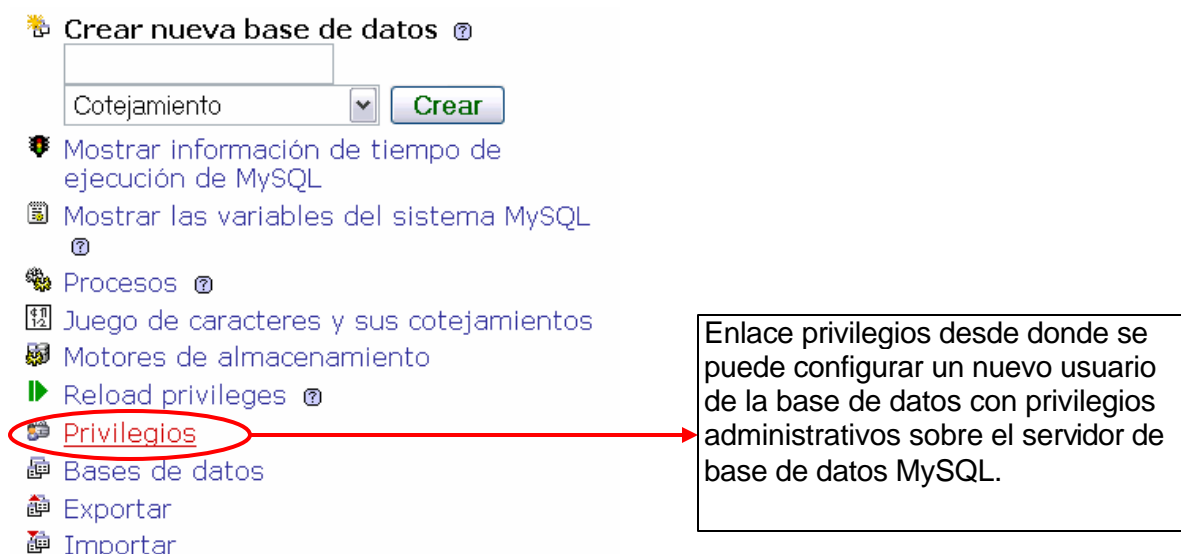 Crear nueva base de datos
Cotejamiento
Crear
Mostrar información de tiempo de
ejecución de MySQL
Mostrar las variables del sistema MySQL
Procesos
Juego de caracteres y sus cotejamientos
Motores de almacenamiento
Reload privileges
Privilegios
Bases de datos
Exportar
Importar
Enlace privilegios desde donde se
puede configurar un nuevo usuario
de la base de datos con privilegios
administrativos sobre el servidor de
base de datos MySQL.